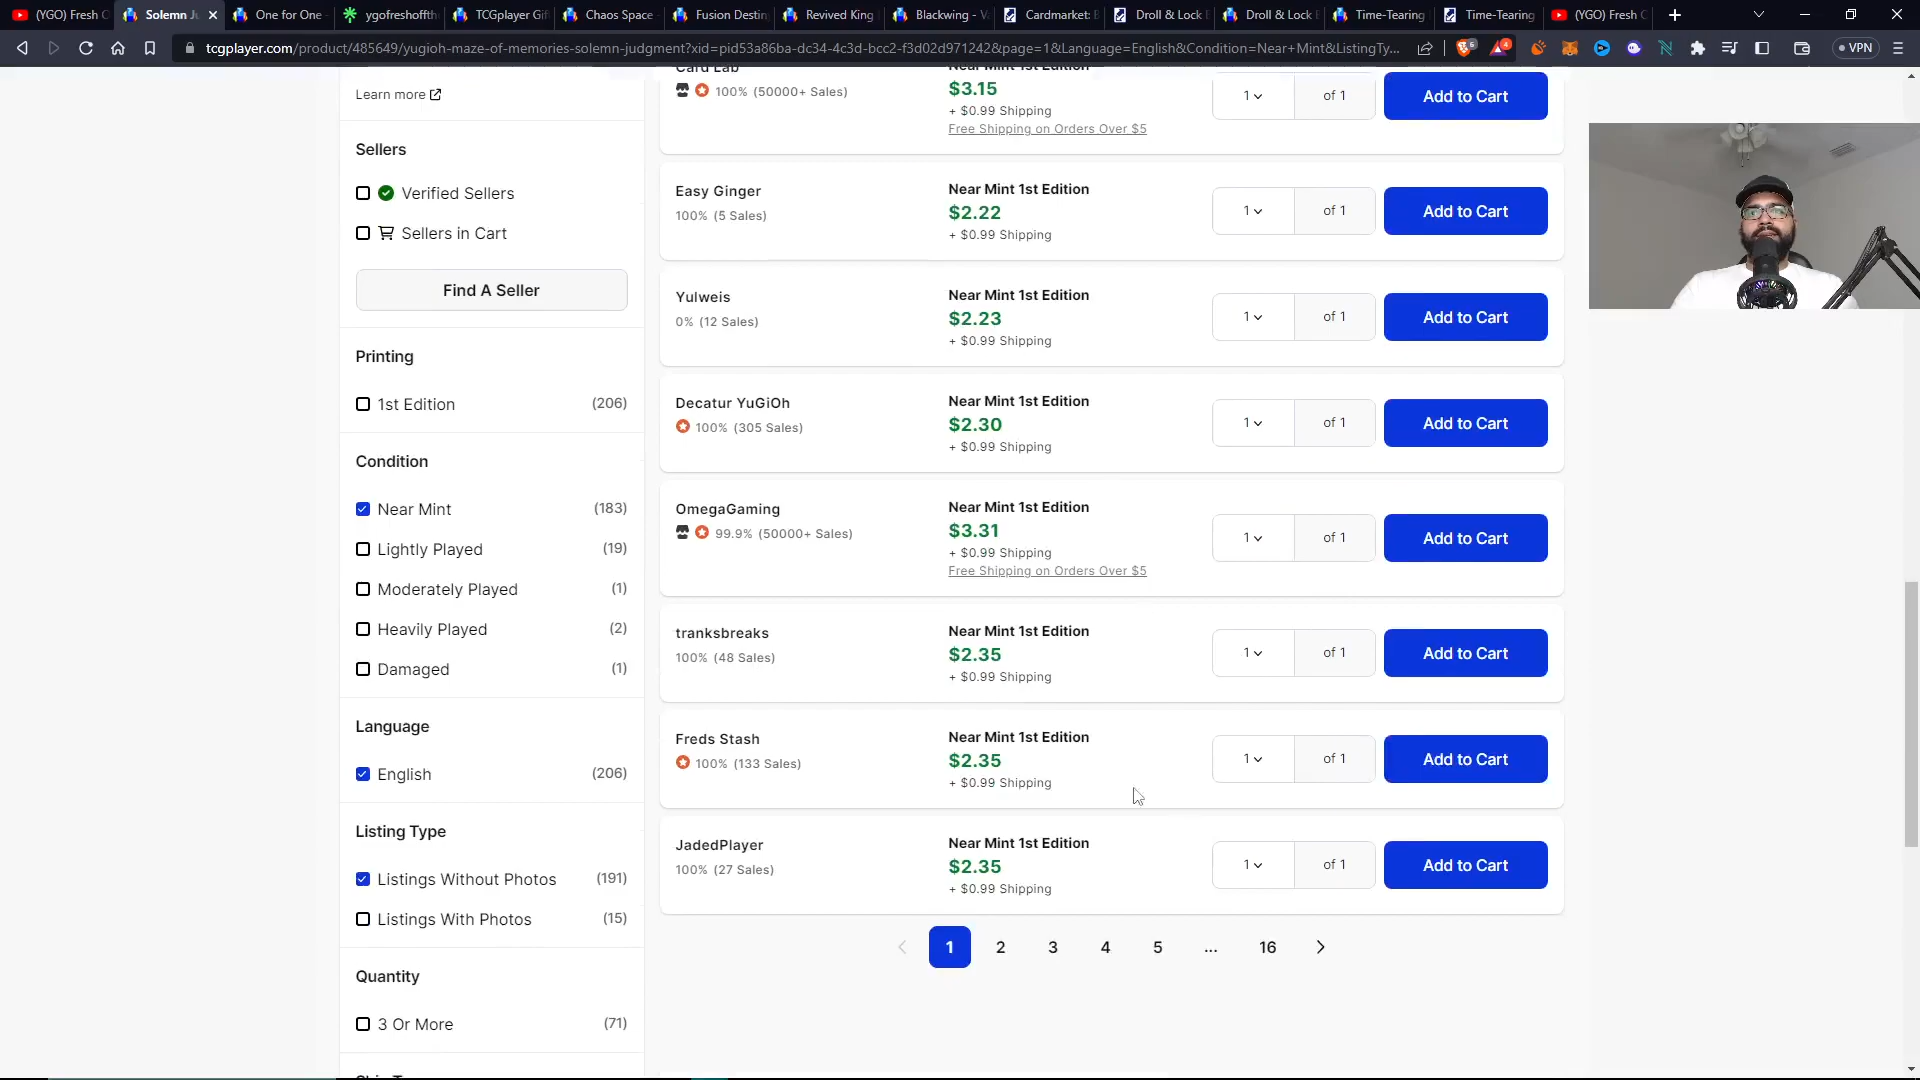 (YGO) Fresh O
Solemn Ju
One for One -
ygofreshoffth
TCGplayer Gif
Chaos Space -
Fusion Destin
Revived King
Blackwing - V
Cardmarket: B
Droll & Lock B
Droll & Lock B
Time-Tearing
Time-Tearing
(YGO) Fresh O
tcgplayer.com/product/485649/yugioh-maze-of-memories-solemn-judgment?xid=pid53a86ba-dc34-4c3d-bcc2-f3d02d971242&page=1&Language=English&Condition=Near+Mint&ListingTy...
VPN
Learn more
Sellers
Verified Sellers
Sellers in Cart
Find A Seller
Printing
1st Edition (206)
Condition
Near Mint (183)
Lightly Played (19)
Moderately Played (1)
Heavily Played (2)
Damaged (1)
Language
English (206)
Listing Type
Listings Without Photos (191)
Listings With Photos (15)
Quantity
3 Or More (71)
Card Lab
100% (50000+ Sales)
Near Mint 1st Edition
$3.15
+ $0.99 Shipping
Free Shipping on Orders Over $5
1 of 1
Add to Cart
Easy Ginger
100% (5 Sales)
Near Mint 1st Edition
$2.22
+ $0.99 Shipping
1 of 1
Add to Cart
Yulweis
0% (12 Sales)
Near Mint 1st Edition
$2.23
+ $0.99 Shipping
1 of 1
Add to Cart
Decatur YuGiOh
100% (305 Sales)
Near Mint 1st Edition
$2.30
+ $0.99 Shipping
1 of 1
Add to Cart
OmegaGaming
99.9% (50000+ Sales)
Near Mint 1st Edition
$3.31
+ $0.99 Shipping
Free Shipping on Orders Over $5
1 of 1
Add to Cart
tranksbreaks
100% (48 Sales)
Near Mint 1st Edition
$2.35
+ $0.99 Shipping
1 of 1
Add to Cart
Freds Stash
100% (133 Sales)
Near Mint 1st Edition
$2.35
+ $0.99 Shipping
1 of 1
Add to Cart
JadedPlayer
100% (27 Sales)
Near Mint 1st Edition
$2.35
+ $0.99 Shipping
1 of 1
Add to Cart
1 2 3 4 5 ... 16